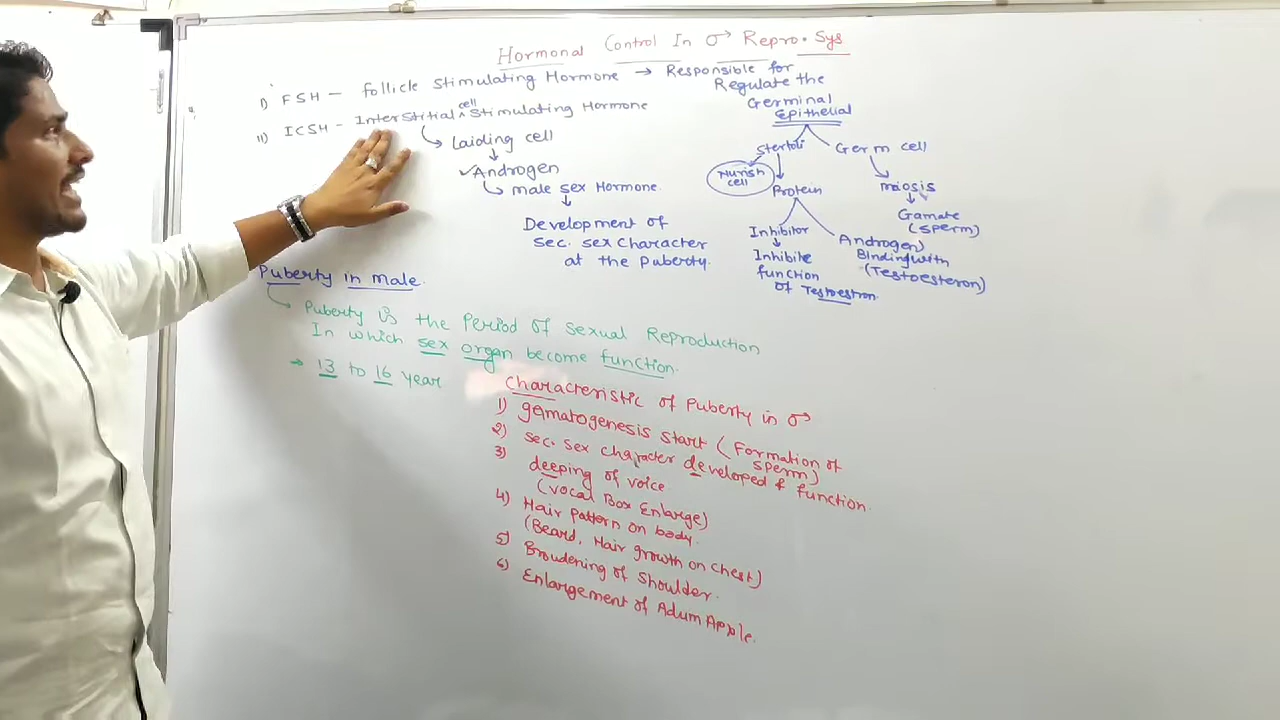 Hormonal Control In ♂ Repro. Sys
I) FSH - follicle stimulating Hormone → Responsible for
Regulate the
Germinal
Epithelial
II) ICSH - Interstitial ^cell Stimulating Hormone
Laiding cell
✓Androgen
male sex Hormone.
Development of
sec. sex character
at the puberty.
Stertoli
Germ cell
Nurish
cell
Protein
Inhibitor
Inhibite
function
of Testoestron.
Androgen
Binding with
(Testoesteron)
meiosis
Gamate
(sperm)
Puberty in male.
Puberty is the Period of sexual Reproduction
In which sex organ become function.
→ 13 to 16 year
Characteristic of Puberty in ♂
1) gematogenesis start (Formation of
sperm)
2) sec. sex character developed & function.
3) deeping of voice
(vocal Box Enlarge)
4) Hair pattern on body.
(Beard, Hair growth on chest)
5) Broudening of Shoulder.
6) Enlargement of Adum Apple.